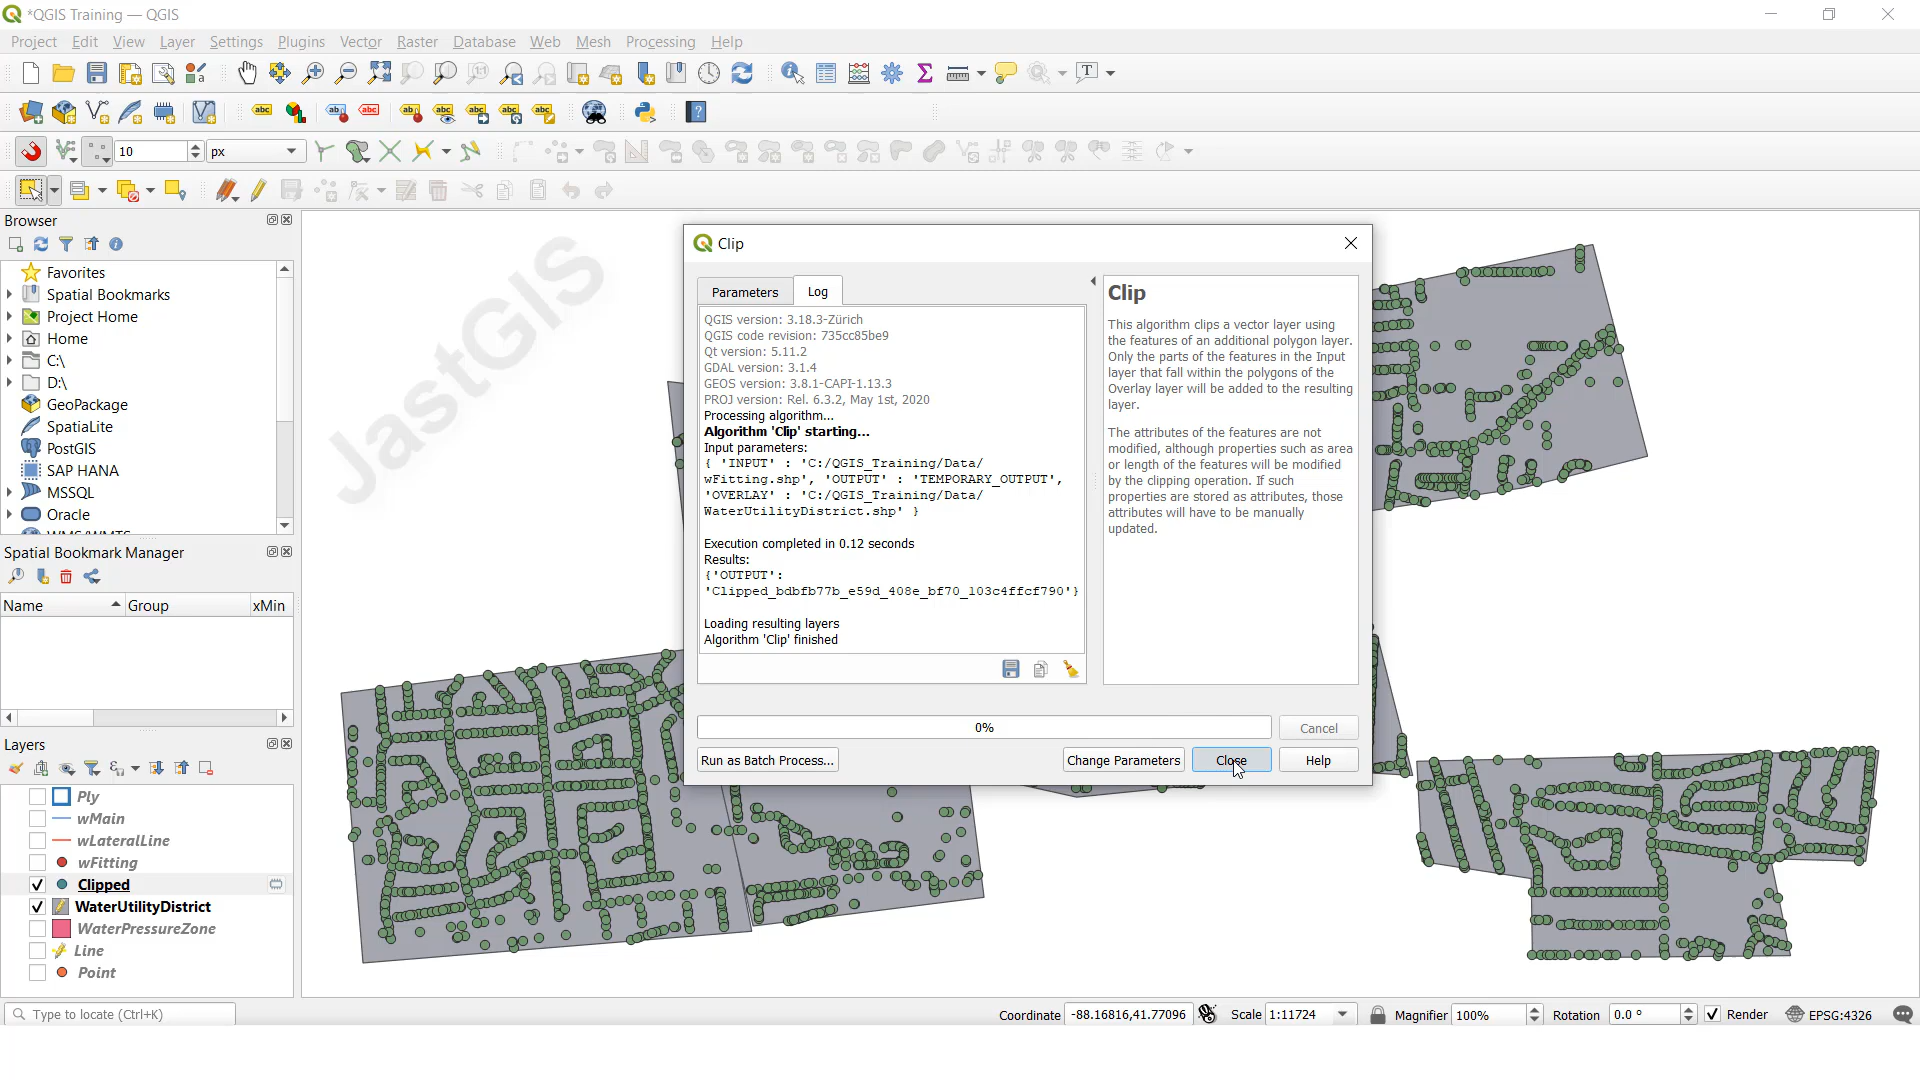 *QGIS Training — QGIS
Project Edit View Layer Settings Plugins Vector Raster Database Web Mesh Processing Help
10 px
Browser
Favorites
Spatial Bookmarks
Project Home
Home
C:\
D:\
GeoPackage
SpatiaLite
PostGIS
SAP HANA
MSSQL
Oracle
WMS/WMTS
Spatial Bookmark Manager
Name Group xMin
Layers
Ply
wMain
wLateralLine
wFitting
Clipped
WaterUtilityDistrict
WaterPressureZone
Line
Point
JastGIS
Clip
Parameters Log
QGIS version: 3.18.3-Zürich
QGIS code revision: 735cc85be9
Qt version: 5.11.2
GDAL version: 3.1.4
GEOS version: 3.8.1-CAPI-1.13.3
PROJ version: Rel. 6.3.2, May 1st, 2020
Processing algorithm...
Algorithm 'Clip' starting...
Input parameters:
{ 'INPUT' : 'C:/QGIS_Training/Data/
wFitting.shp', 'OUTPUT' : 'TEMPORARY_OUTPUT',
'OVERLAY' : 'C:/QGIS_Training/Data/
WaterUtilityDistrict.shp' }
Execution completed in 0.12 seconds
Results:
{'OUTPUT':
'Clipped_bdbfb77b_e59d_408e_bf70_103c4ffcf790'}
Loading resulting layers
Algorithm 'Clip' finished
Clip
This algorithm clips a vector layer using
the features of an additional polygon layer.
Only the parts of the features in the Input
layer that fall within the polygons of the
Overlay layer will be added to the resulting
layer.
The attributes of the features are not
modified, although properties such as area
or length of the features will be modified
by the clipping operation. If such
properties are stored as attributes, those
attributes will have to be manually
updated.
0% Cancel
Run as Batch Process... Change Parameters Close Help
Type to locate (Ctrl+K) Coordinate -88.16816,41.77096 Scale 1:11724 Magnifier 100% Rotation 0.0 ° Render EPSG:4326